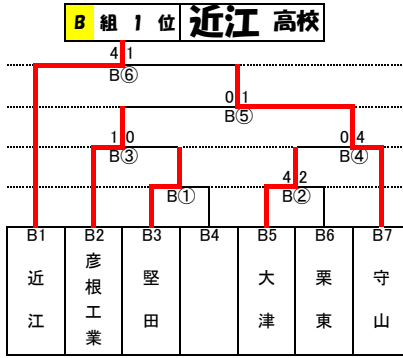 B 組 1 位 近江 高校
4 1
B⑥
0 1
B⑤
1 0 0 4
B③ B④
4 2
B① B②
B1 B2 B3 B4 B5 B6 B7
近江 彦根工業 堅田 大津 栗東 守山